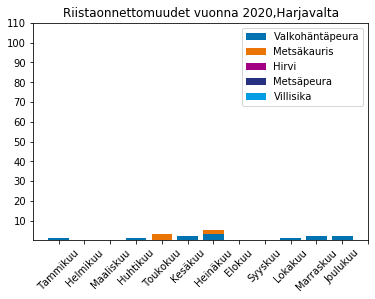 Riistaonnettomuudet vuonna 2020,Harjavalta
110
100
90
80
70
60
50
40
30
20
10
Valkohäntäpeura
Metsäkauris
Hirvi
Metsäpeura
Villisika
Tammikuu
Helmikuu
Maaliskuu
Huhtikuu
Toukokuu
Kesäkuu
Heinäkuu
Elokuu
Syyskuu
Lokakuu
Marraskuu
Joulukuu